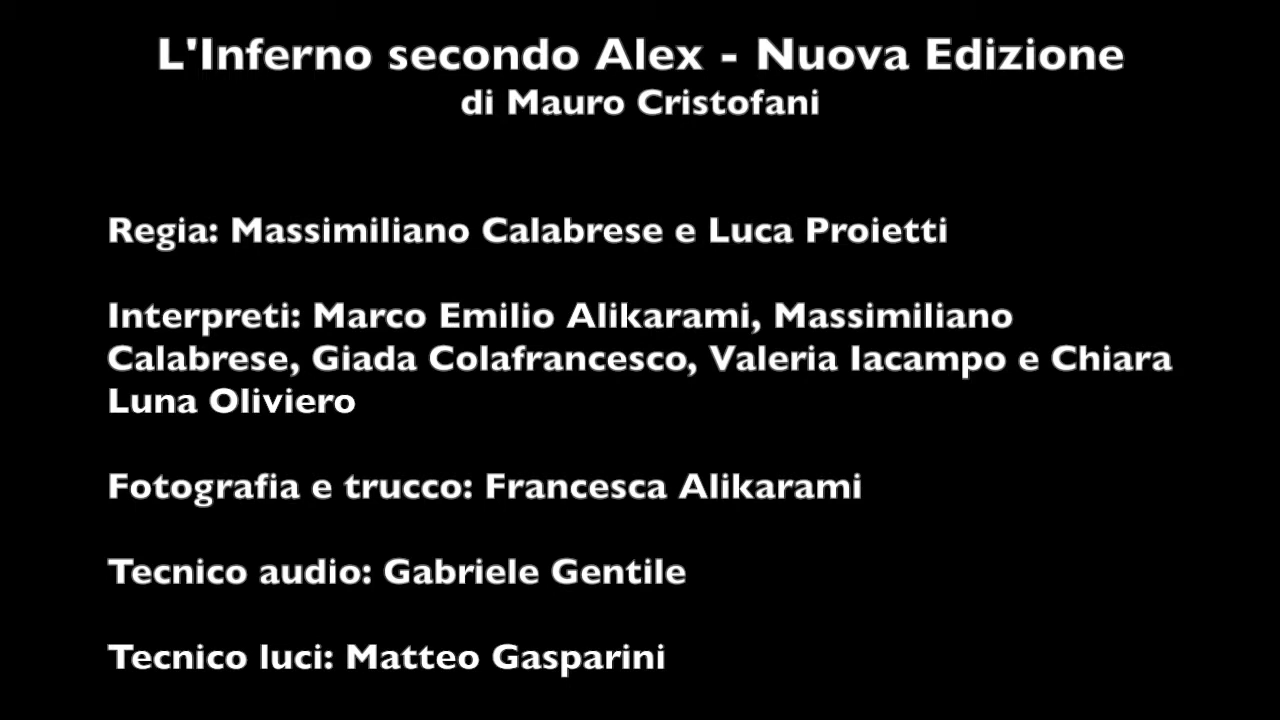 L'Inferno secondo Alex - Nuova Edizione
di Mauro Cristofani
Regia: Massimiliano Calabrese e Luca Proietti
Interpreti: Marco Emilio Alikarami, Massimiliano
Calabrese, Giada Colafrancesco, Valeria Iacampo e Chiara
Luna Oliviero
Fotografia e trucco: Francesca Alikarami
Tecnico audio: Gabriele Gentile
Tecnico luci: Matteo Gasparini